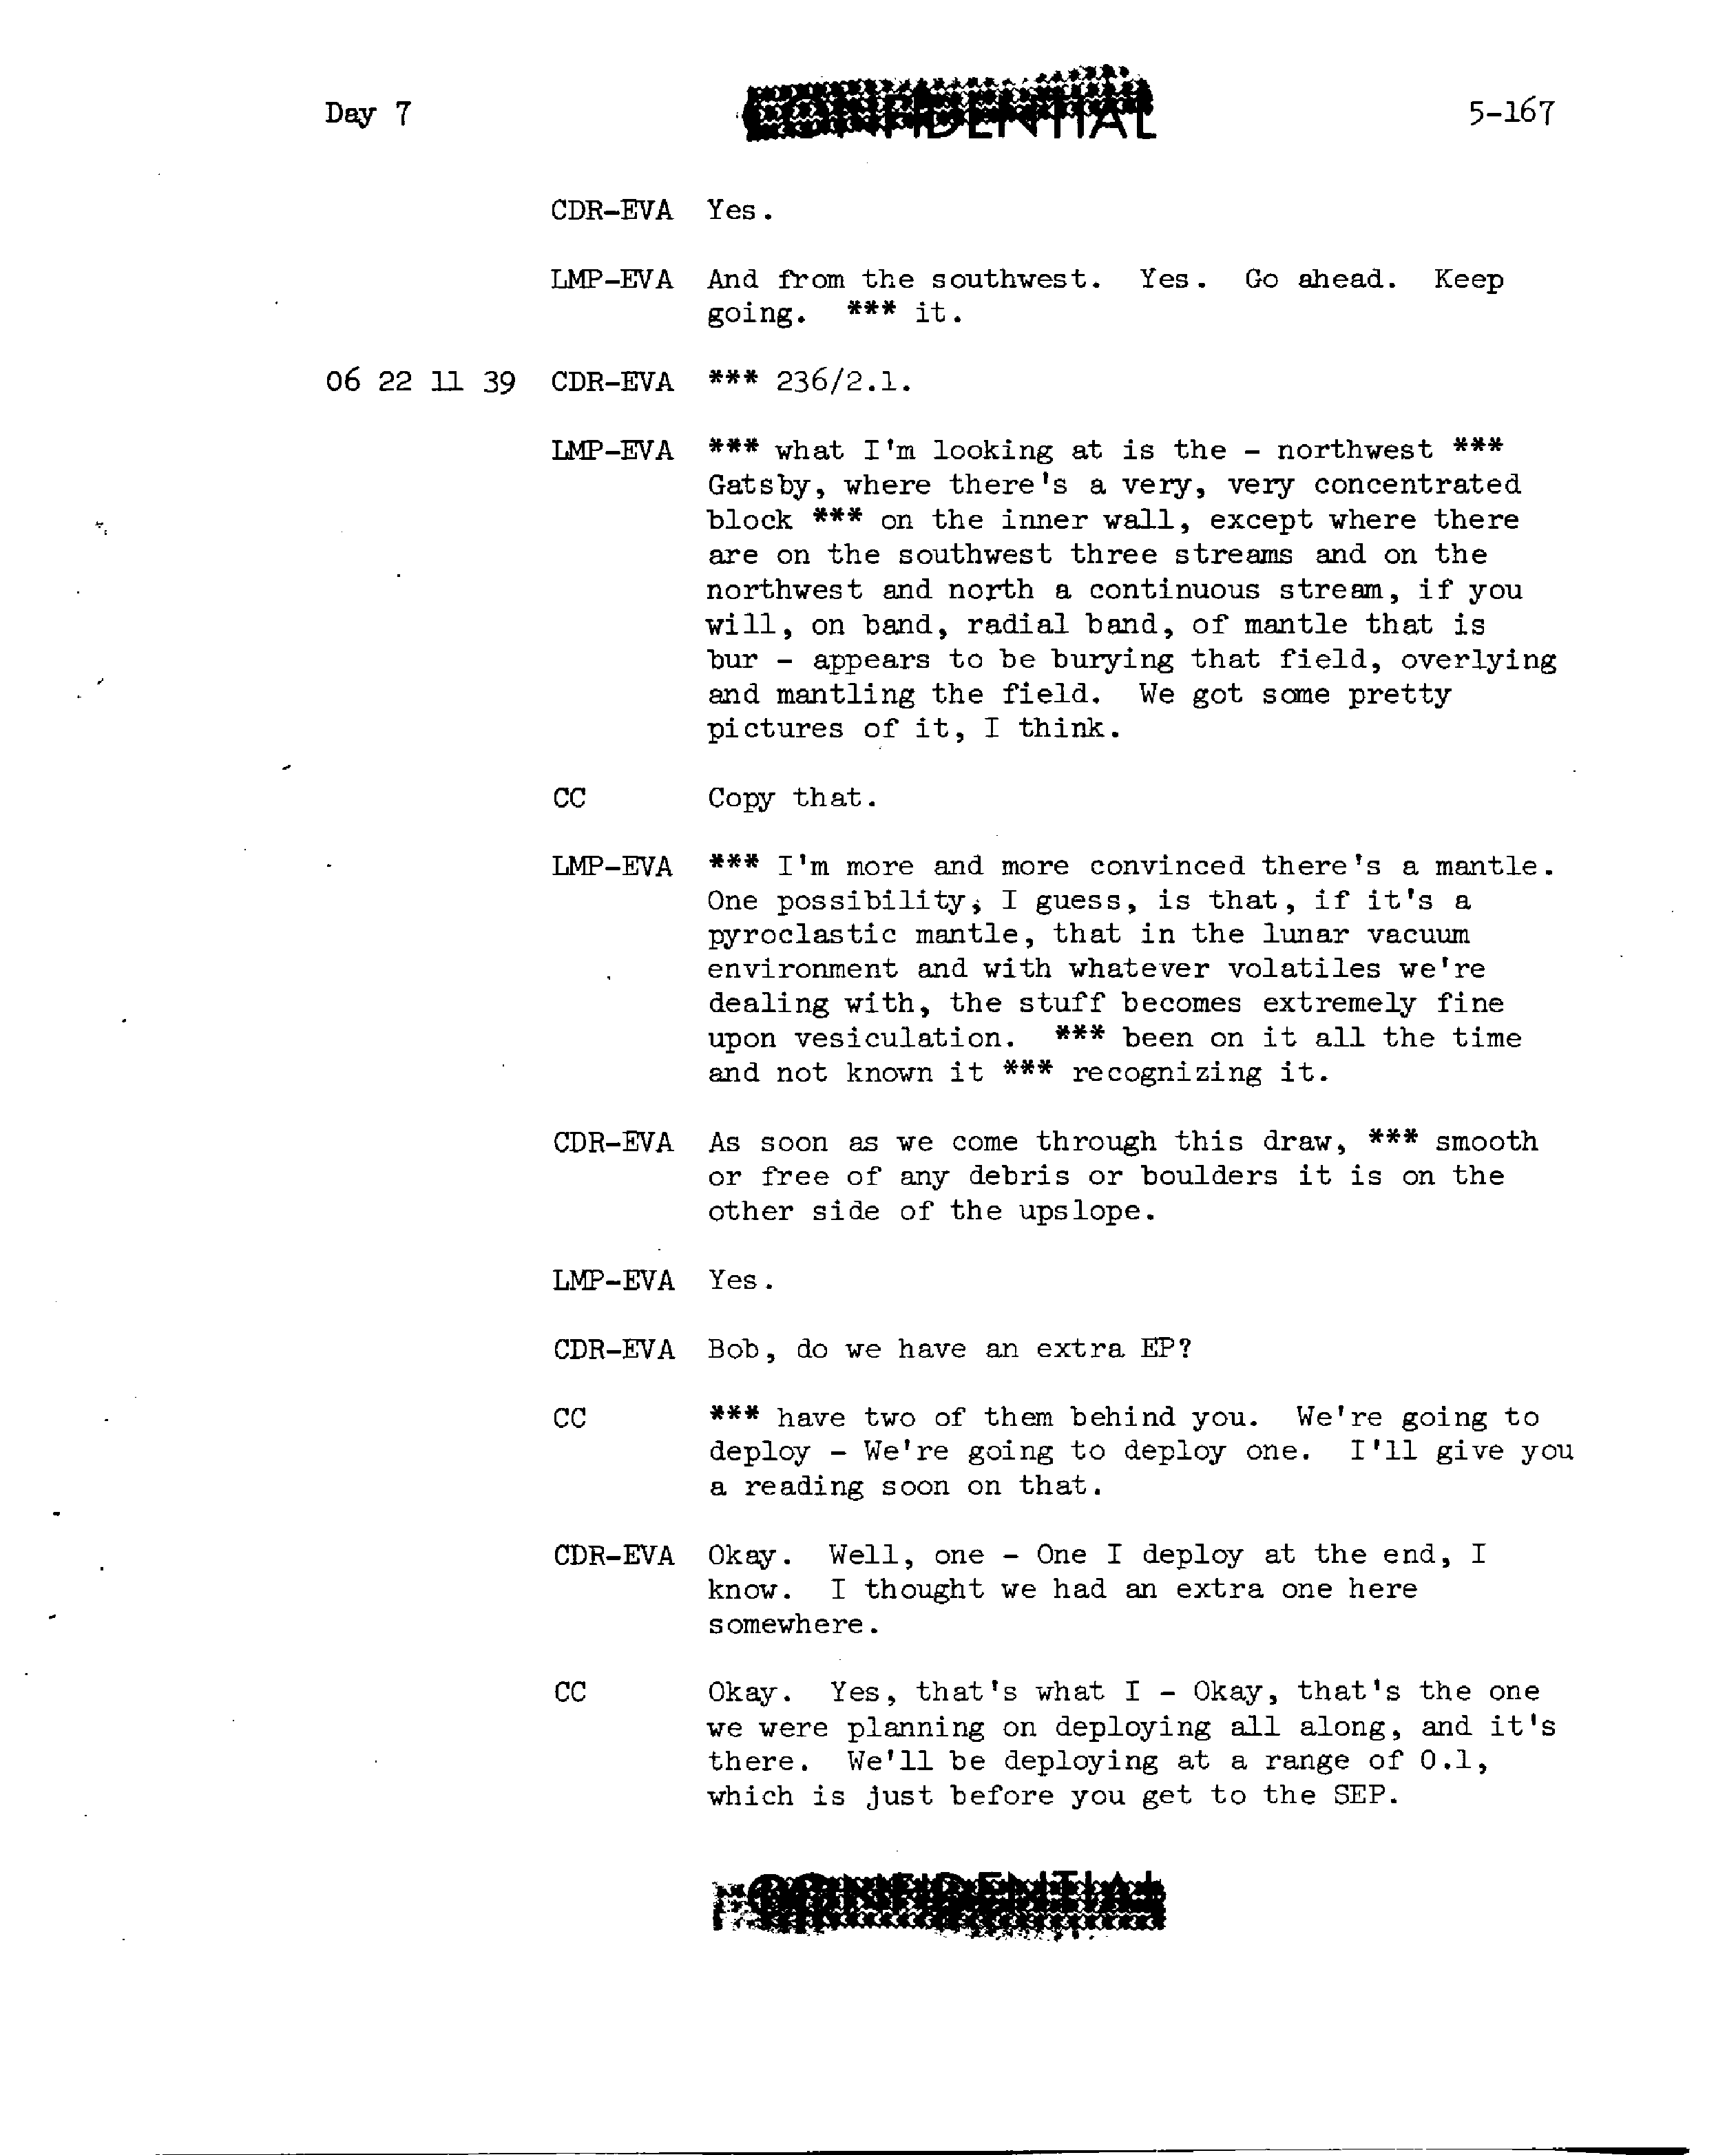 Day 7
CONFIDENTIAL
5-167
CDR-EVA Yes.
LMP-EVA And from the southwest. Yes. Go ahead. Keep
going. *** it.
06 22 11 39 CDR-EVA *** 236/2.1.
LMP-EVA *** what I'm looking at is the - northwest ***
Gatsby, where there's a very, very concentrated
block *** on the inner wall, except where there
are on the southwest three streams and on the
northwest and north a continuous stream, if you
will, on band, radial band, of mantle that is
bur - appears to be burying that field, overlying
and mantling the field. We got some pretty
pictures of it, I think.
CC Copy that.
LMP-EVA *** I'm more and more convinced there's a mantle.
One possibility, I guess, is that, if it's a
pyroclastic mantle, that in the lunar vacuum
environment and with whatever volatiles we're
dealing with, the stuff becomes extremely fine
upon vesiculation. *** been on it all the time
and not known it *** recognizing it.
CDR-EVA As soon as we come through this draw, *** smooth
or free of any debris or boulders it is on the
other side of the upslope.
LMP-EVA Yes.
CDR-EVA Bob, do we have an extra EP?
CC *** have two of them behind you. We're going to
deploy - We're going to deploy one. I'll give you
a reading soon on that.
CDR-EVA Okay. Well, one - One I deploy at the end, I
know. I thought we had an extra one here
somewhere.
CC Okay. Yes, that's what I - Okay, that's the one
we were planning on deploying all along, and it's
there. We'll be deploying at a range of 0.1,
which is just before you get to the SEP.
CONFIDENTIAL